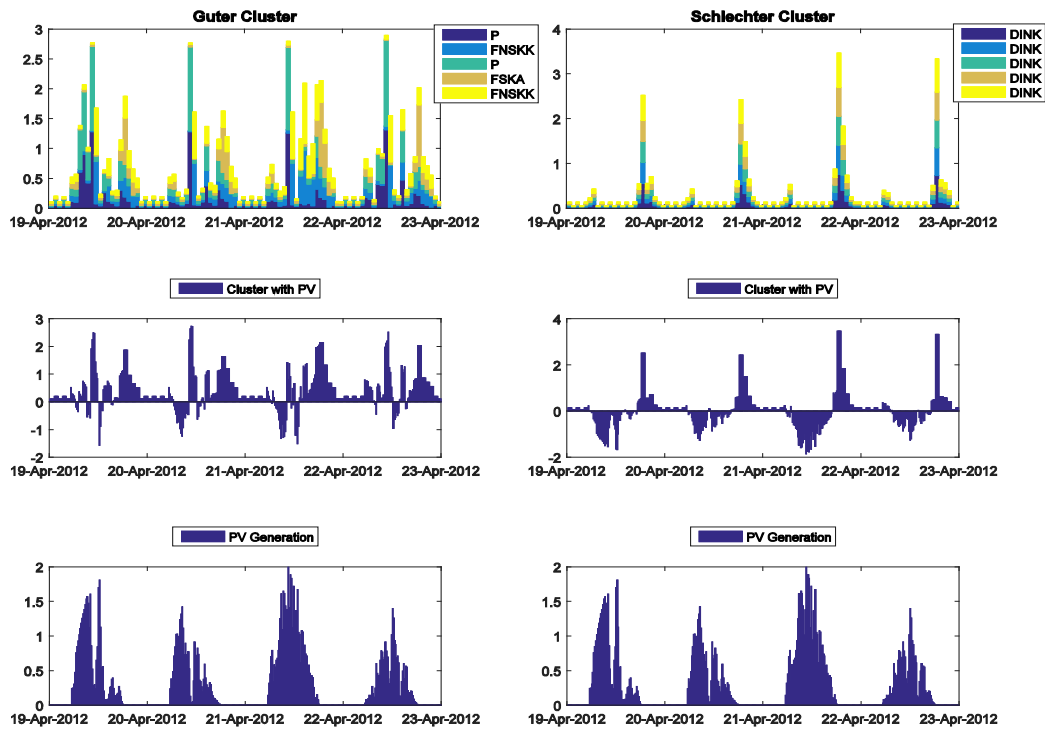 Guter Cluster
3
2.5
2
1.5
1
0.5
0
19-Apr-2012 20-Apr-2012 21-Apr-2012 22-Apr-2012 23-Apr-2012
P
FNSKK
P
FSKA
FNSKK
Schlechter Cluster
4
3
2
1
0
19-Apr-2012 20-Apr-2012 21-Apr-2012 22-Apr-2012 23-Apr-2012
DINK
DINK
DINK
DINK
DINK
Cluster with PV
3
2
1
0
-1
-2
19-Apr-2012 20-Apr-2012 21-Apr-2012 22-Apr-2012 23-Apr-2012
Cluster with PV
4
2
0
-2
19-Apr-2012 20-Apr-2012 21-Apr-2012 22-Apr-2012 23-Apr-2012
PV Generation
2
1.5
1
0.5
0
19-Apr-2012 20-Apr-2012 21-Apr-2012 22-Apr-2012 23-Apr-2012
PV Generation
2
1.5
1
0.5
0
19-Apr-2012 20-Apr-2012 21-Apr-2012 22-Apr-2012 23-Apr-2012